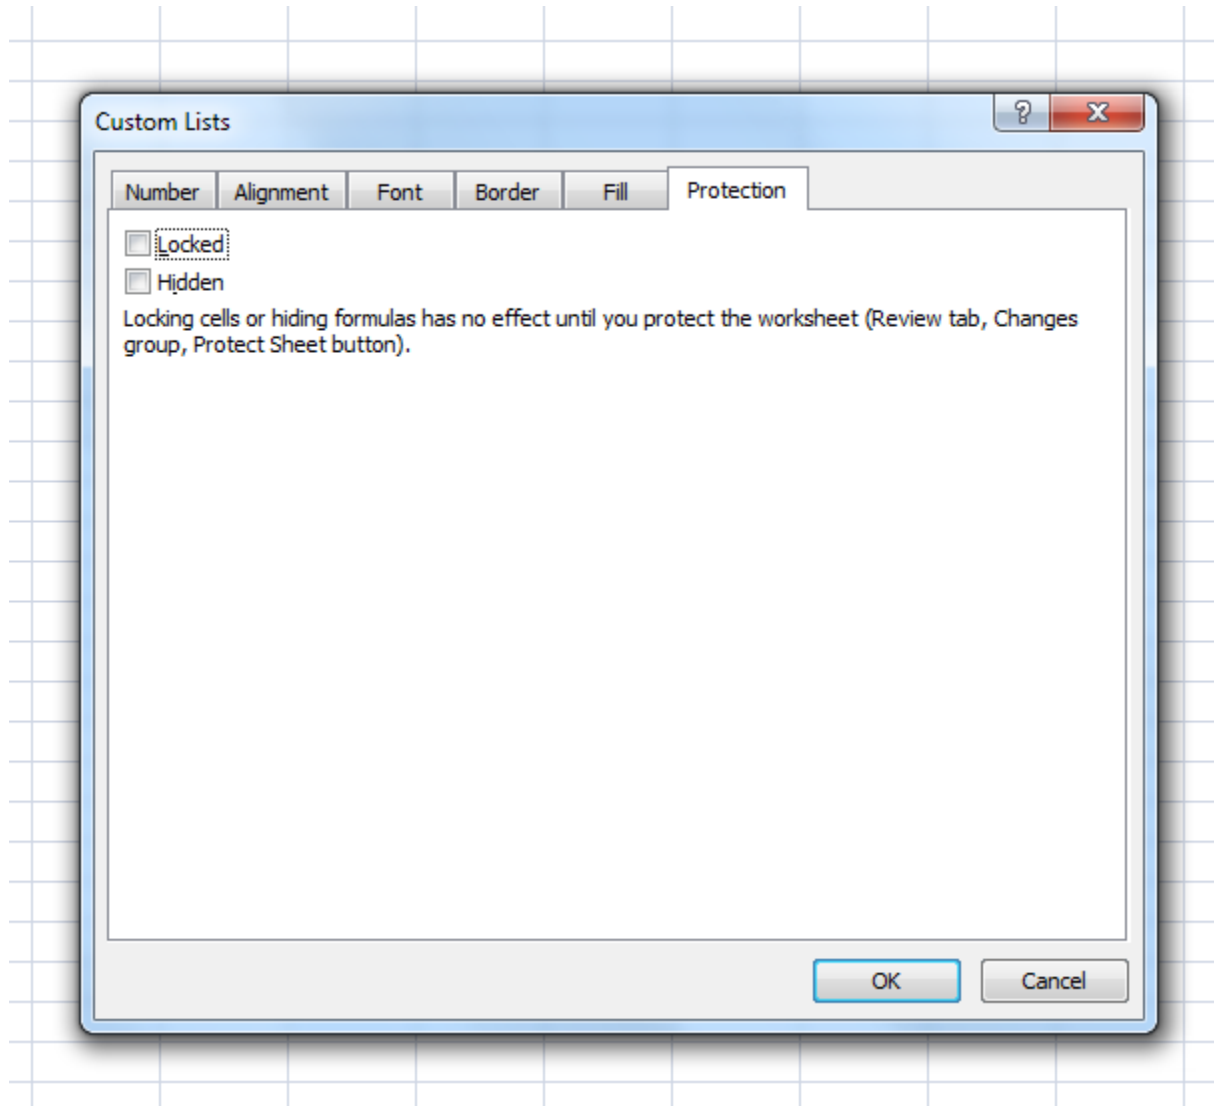 Custom Lists
Number Alignment Font Border Fill Protection
Locked
Hidden
Locking cells or hiding formulas has no effect until you protect the worksheet (Review tab, Changes
group, Protect Sheet button).
OK Cancel